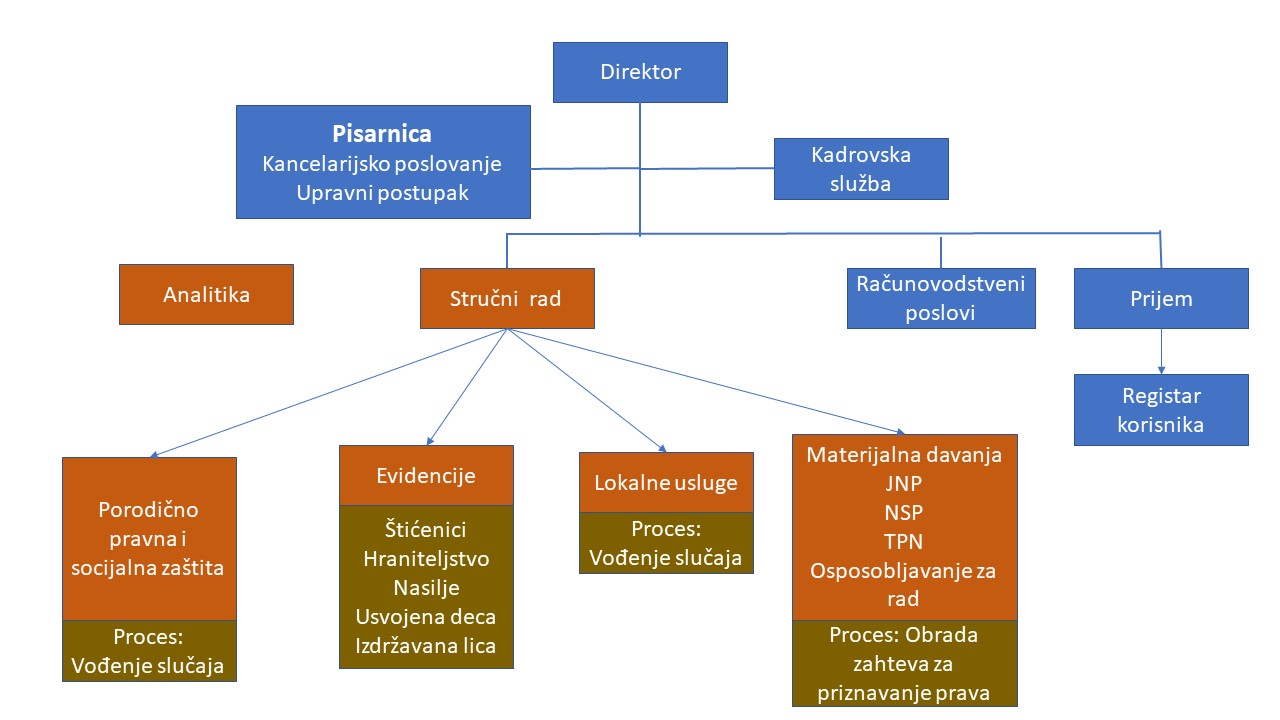 Direktor
Pisarnica
Kancelarijsko poslovanje
Upravni postupak
Kadrovska
služba
Analitika
Stručni rad
Računovodstveni
poslovi
Prijem
Registar
korisnika
Porodično
pravna i
socijalna zaštita
Proces:
Vođenje slučaja
Evidencije
Štićenici
Hraniteljstvo
Nasilje
Usvojena deca
Izdržavana lica
Lokalne usluge
Proces:
Vođenje slučaja
Materijalna davanja
JNP
NSP
TPN
Osposobljavanje za
rad
Proces: Obrada
zahteva za
priznavanje prava